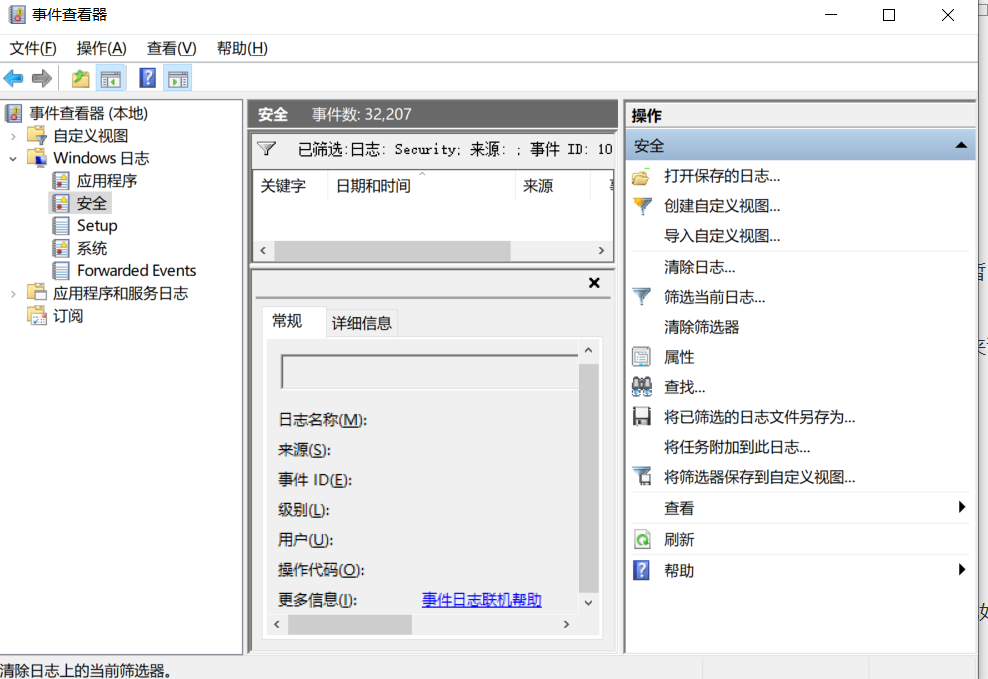 事件查看器
文件(F) 操作(A) 查看(V) 帮助(H)
事件查看器 (本地)
自定义视图
Windows 日志
应用程序
安全
Setup
系统
Forwarded Events
应用程序和服务日志
订阅
安全 事件数: 32,207
已筛选:日志: Security; 来源: ; 事件 ID: 10
关键字 日期和时间 来源
常规 详细信息
日志名称(M):
来源(S):
事件 ID(E):
级别(L):
用户(U):
操作代码(O):
更多信息(I): 事件日志联机帮助
操作
安全
打开保存的日志...
创建自定义视图...
导入自定义视图...
清除日志...
筛选当前日志...
清除筛选器
属性
查找...
将已筛选的日志文件另存为...
将任务附加到此日志...
将筛选器保存到自定义视图...
查看
刷新
帮助
清除日志上的当前筛选器。